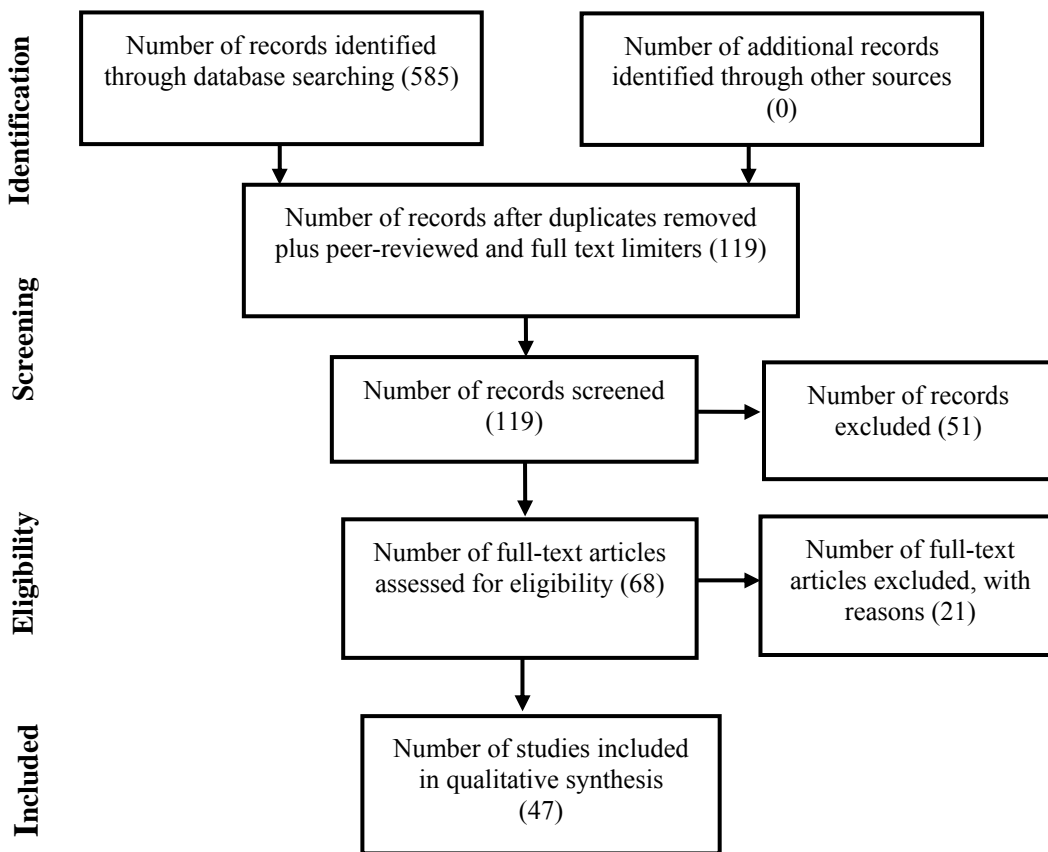 Identification
Number of records identified
through database searching (585)
Number of additional records
identified through other sources
(0)
Number of records after duplicates removed
plus peer-reviewed and full text limiters (119)
Screening
Number of records screened
(119)
Number of records
excluded (51)
Eligibility
Number of full-text articles
assessed for eligibility (68)
Number of full-text
articles excluded, with
reasons (21)
Included
Number of studies included
in qualitative synthesis
(47)